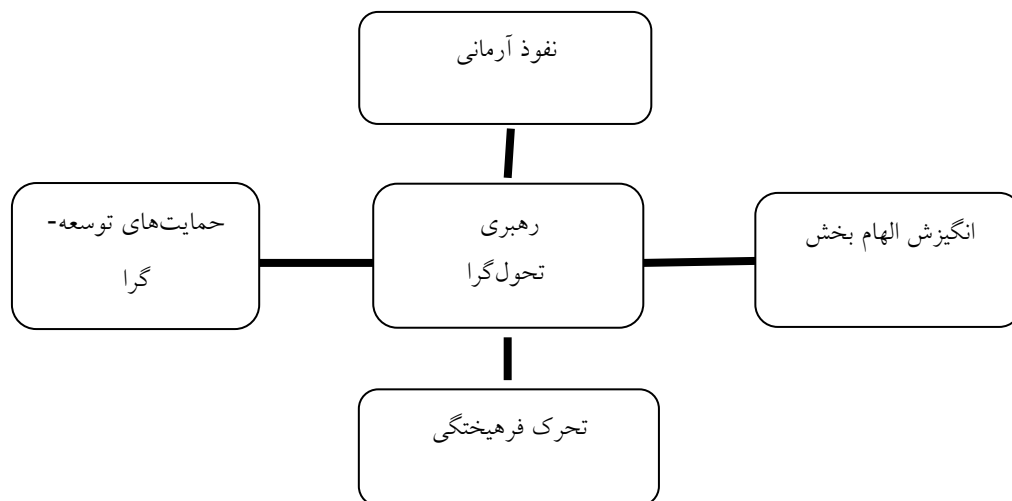 نفوذ آرمانی
انگیزش الهام بخش
رهبری
تحول‌گرا
حمایت‌های توسعه-
گرا
تحرک فرهیختگی